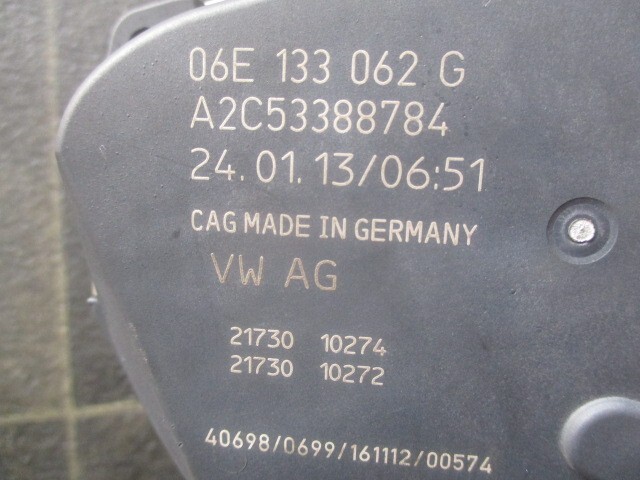 06E 133 062 G
A2C53388784
24.01.13/06:51
CAG MADE IN GERMANY
VW AG
21730 10274
21730 10272
40698/0699/161112/00574